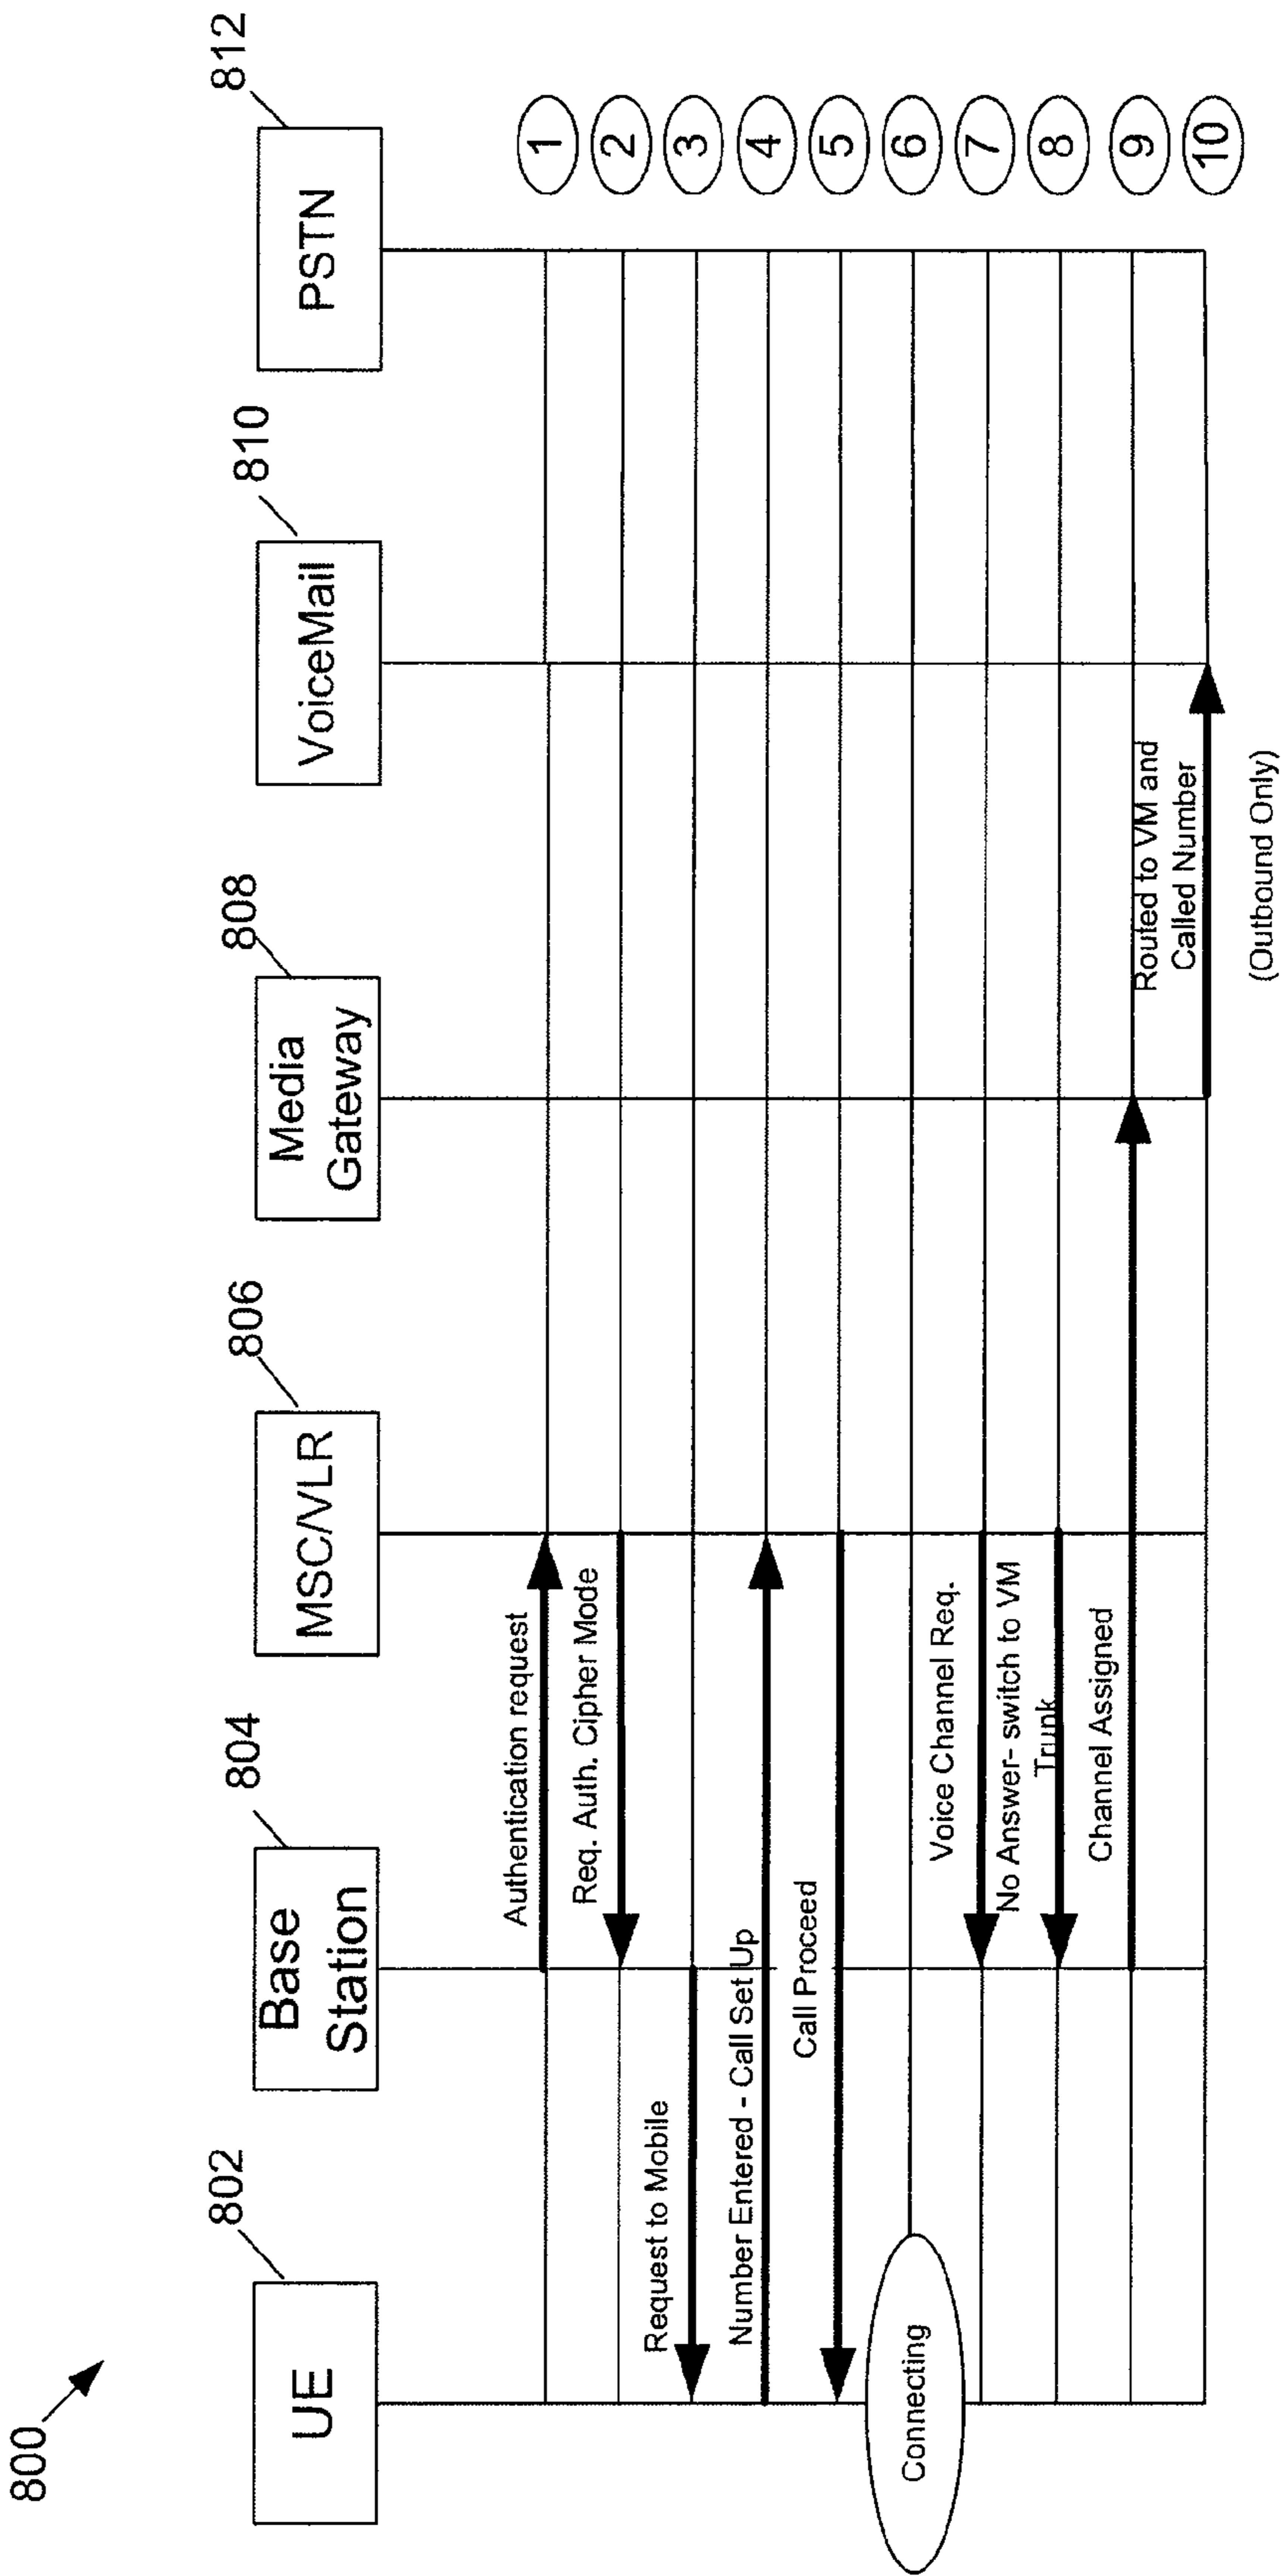 800
802
804
806
808
810
812
UE
Base
Station
MSC/VLR
Media
Gateway
VoiceMail
PSTN
Authentication request
1
Req. Auth. Cipher Mode
2
Request to Mobile
3
Number Entered - Call Set Up
4
Call Proceed
5
Connecting
6
Voice Channel Req.
7
No Answer- switch to VM
Trunk
8
Channel Assigned
9
Routed to VM and
Called Number
10
(Outbound Only)